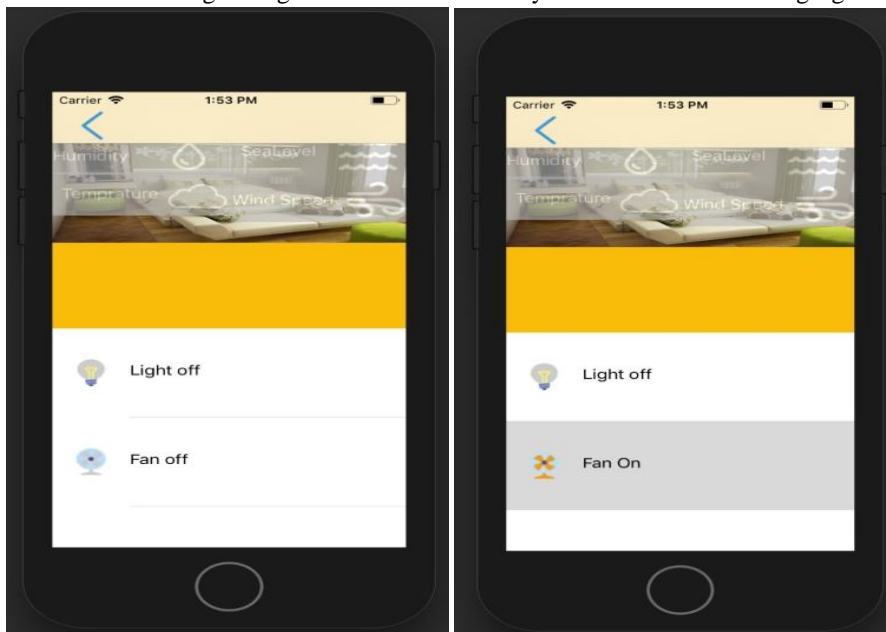 Carrier 1:53 PM
Humidity SeaLevel
Temprature Wind Speed
Light off
Fan off
Carrier 1:53 PM
Humidity SeaLevel
Temprature Wind Speed
Light off
Fan On